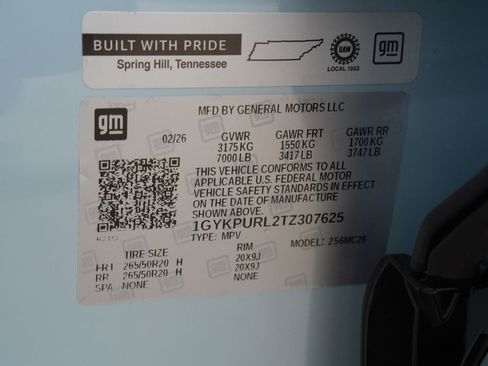 BUILT WITH PRIDE
Spring Hill, Tennessee
UAW
LOCAL 1853
gm
gm
MFD BY GENERAL MOTORS LLC
02/26 GVWR GAWR FRT GAWR RR
3175 KG 1550 KG 1700 KG
7000 LB 3417 LB 3747 LB
THIS VEHICLE CONFORMS TO ALL
APPLICABLE U.S. FEDERAL MOTOR
VEHICLE SAFETY STANDARDS IN EFFECT
ON THE DATE OF MANUFACTURE
SHOWN ABOVE.
1GYKPURL2TZ307625
TYPE: MPV MODEL: 256MC26
TIRE SIZE RIM
FRT 265/50R20 H 20X9J
RR 265/50R20 H 20X9J
SPA NONE NONE